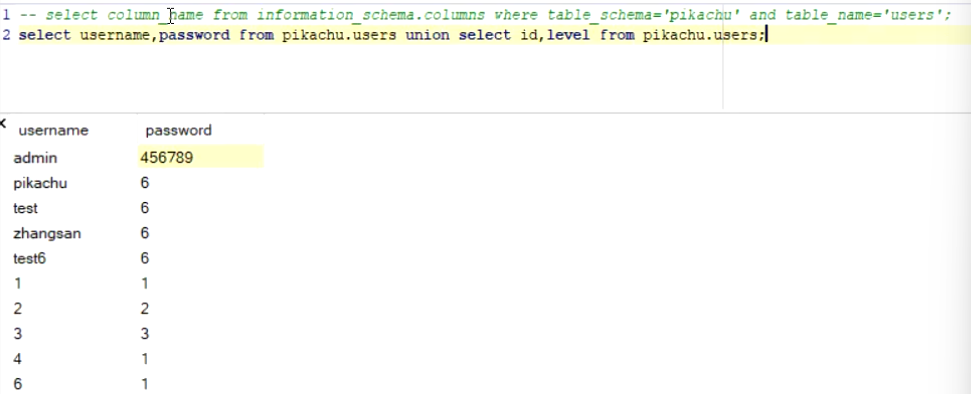 1 -- select column_name from information_schema.columns where table_schema='pikachu' and table_name='users';
2 select username,password from pikachu.users union select id,level from pikachu.users;
username password
admin 456789
pikachu 6
test 6
zhangsan 6
test6 6
1 1
2 2
3 3
4 1
6 1